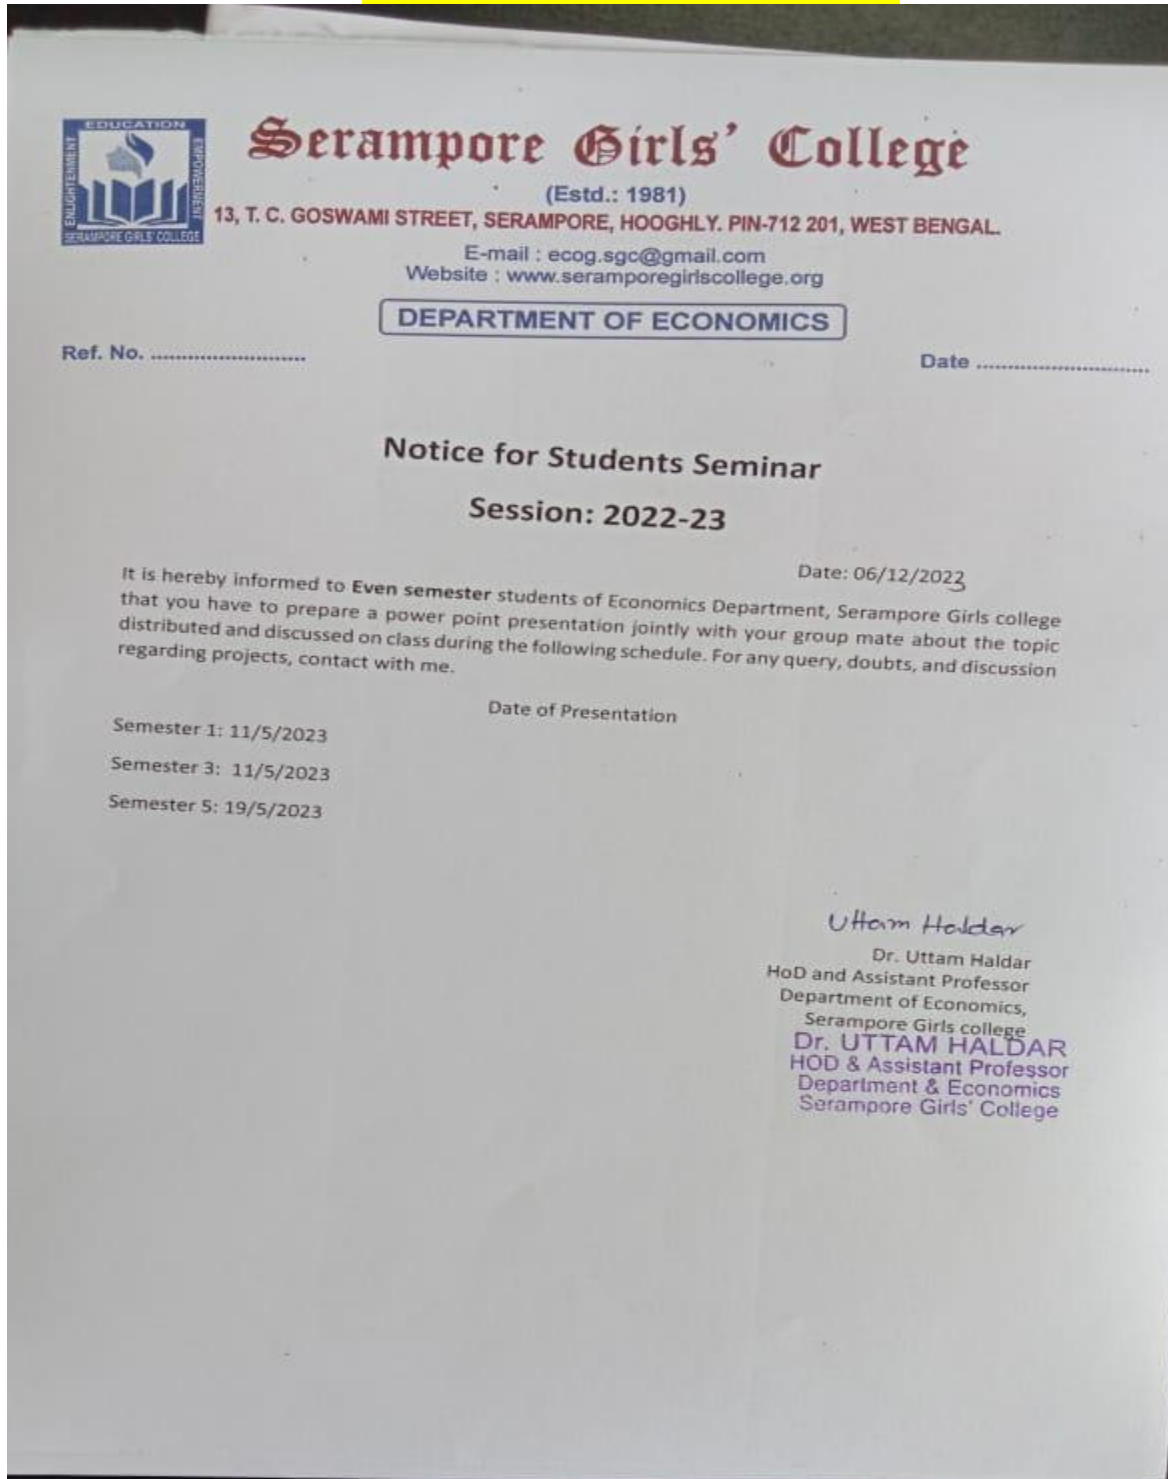 EDUCATION
ENLIGHTENMENT
EMPOWERMENT
SERAMPORE GIRLS' COLLEGE
Serampore Girls' College
(Estd.: 1981)
13, T. C. GOSWAMI STREET, SERAMPORE, HOOGHLY. PIN-712 201, WEST BENGAL.
E-mail : ecog.sgc@gmail.com
Website : www.seramporegirlscollege.org
DEPARTMENT OF ECONOMICS
Ref. No. .........................
Date ............................
Notice for Students Seminar
Session: 2022-23
Date: 06/12/2023
It is hereby informed to Even semester students of Economics Department, Serampore Girls college
that you have to prepare a power point presentation jointly with your group mate about the topic
distributed and discussed on class during the following schedule. For any query, doubts, and discussion
regarding projects, contact with me.
Date of Presentation
Semester 1: 11/5/2023
Semester 3: 11/5/2023
Semester 5: 19/5/2023
Uttam Haldar
Dr. Uttam Haldar
HoD and Assistant Professor
Department of Economics,
Serampore Girls college
Dr. UTTAM HALDAR
HOD & Assistant Professor
Department & Economics
Serampore Girls' College